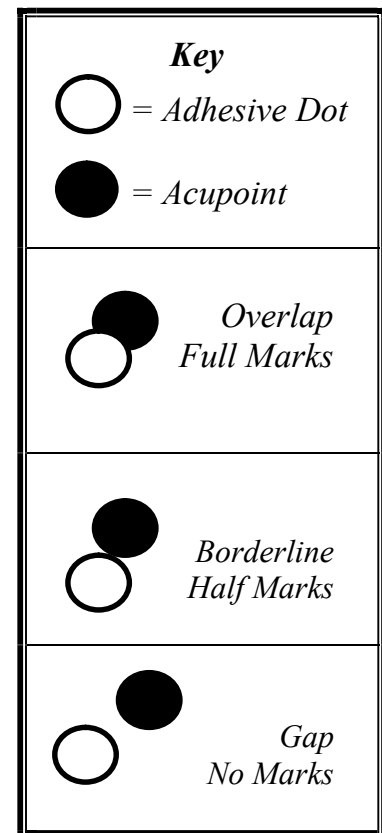 Key
= Adhesive Dot
= Acupoint
Overlap
Full Marks
Borderline
Half Marks
Gap
No Marks